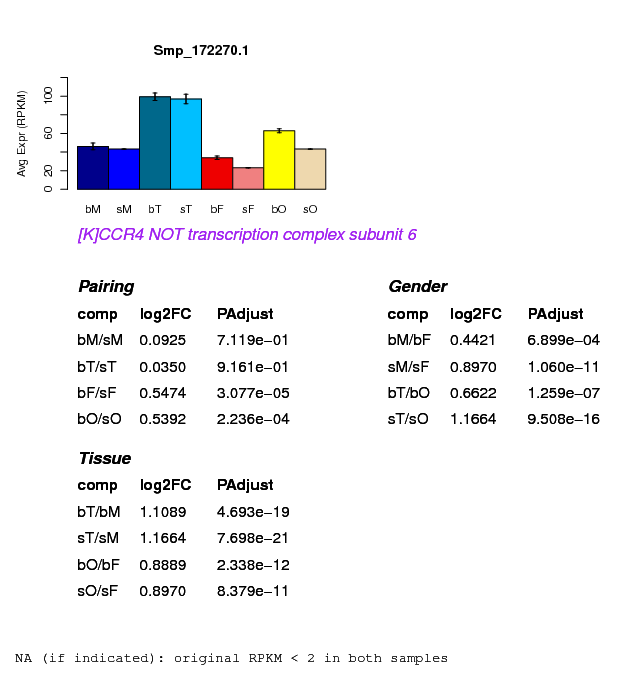 Smp_172270.1
Avg Expr (RPKM)
100
60
20
0
bM sM bT sT bF sF bO sO
[K]CCR4 NOT transcription complex subunit 6
Pairing
comp log2FC PAdjust
bM/sM 0.0925 7.119e−01
bT/sT 0.0350 9.161e−01
bF/sF 0.5474 3.077e−05
bO/sO 0.5392 2.236e−04
Gender
comp log2FC PAdjust
bM/bF 0.4421 6.899e−04
sM/sF 0.8970 1.060e−11
bT/bO 0.6622 1.259e−07
sT/sO 1.1664 9.508e−16
Tissue
comp log2FC PAdjust
bT/bM 1.1089 4.693e−19
sT/sM 1.1664 7.698e−21
bO/bF 0.8889 2.338e−12
sO/sF 0.8970 8.379e−11
NA (if indicated): original RPKM < 2 in both samples